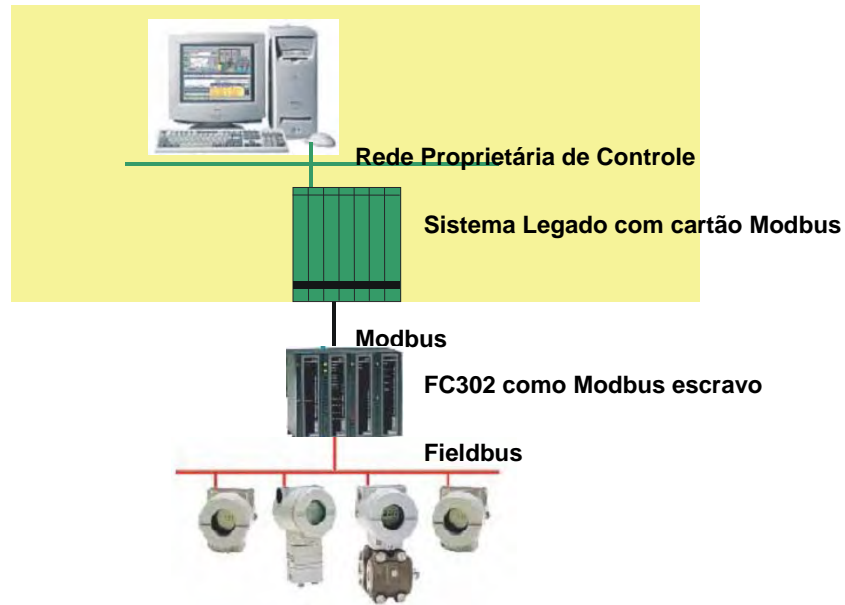 Rede Proprietária de Controle
Sistema Legado com cartão Modbus
Modbus
FC302 como Modbus escravo
Fieldbus